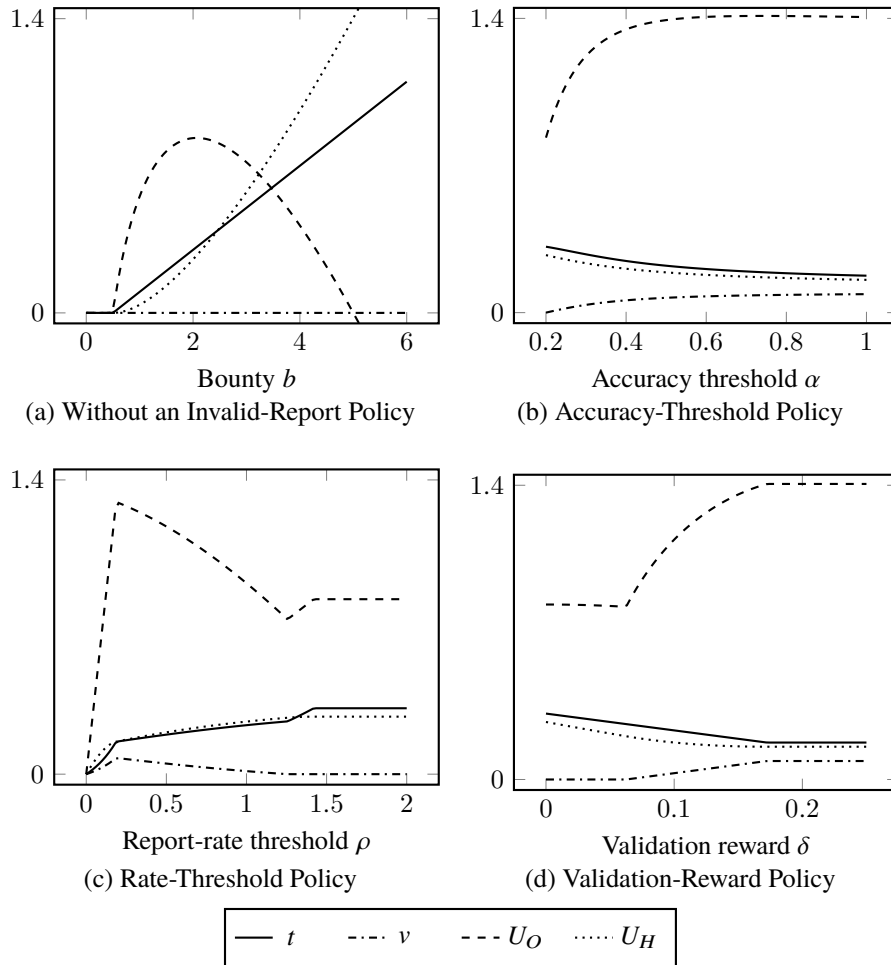 1.4
0
0 2 4 6
Bounty b
(a) Without an Invalid-Report Policy
1.4
0
0.2 0.4 0.6 0.8 1
Accuracy threshold α
(b) Accuracy-Threshold Policy
1.4
0
0 0.5 1 1.5 2
Report-rate threshold ρ
(c) Rate-Threshold Policy
1.4
0
0 0.1 0.2
Validation reward δ
(d) Validation-Reward Policy
t v U_O U_H